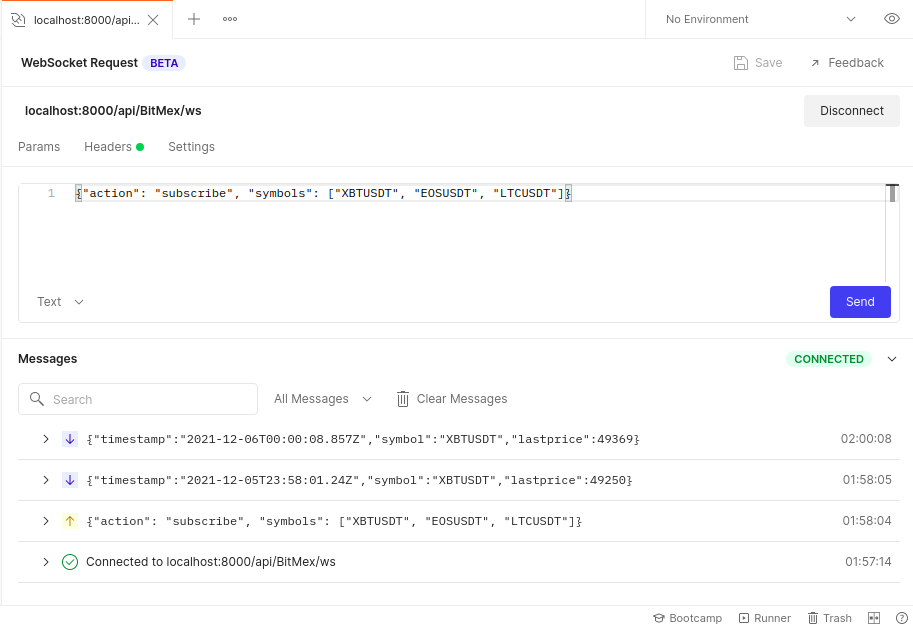 localhost:8000/api...
No Environment
WebSocket Request BETA
Save
Feedback
localhost:8000/api/BitMex/ws
Disconnect
Params Headers Settings
1 {"action": "subscribe", "symbols": ["XBTUSDT", "EOSUSDT", "LTCUSDT"]}
Text
Send
Messages
CONNECTED
Search
All Messages
Clear Messages
{"timestamp":"2021-12-06T00:00:08.857Z","symbol":"XBTUSDT","lastprice":49369} 02:00:08
{"timestamp":"2021-12-05T23:58:01.24Z","symbol":"XBTUSDT","lastprice":49250} 01:58:05
{"action": "subscribe", "symbols": ["XBTUSDT", "EOSUSDT", "LTCUSDT"]} 01:58:04
Connected to localhost:8000/api/BitMex/ws 01:57:14
Bootcamp Runner Trash